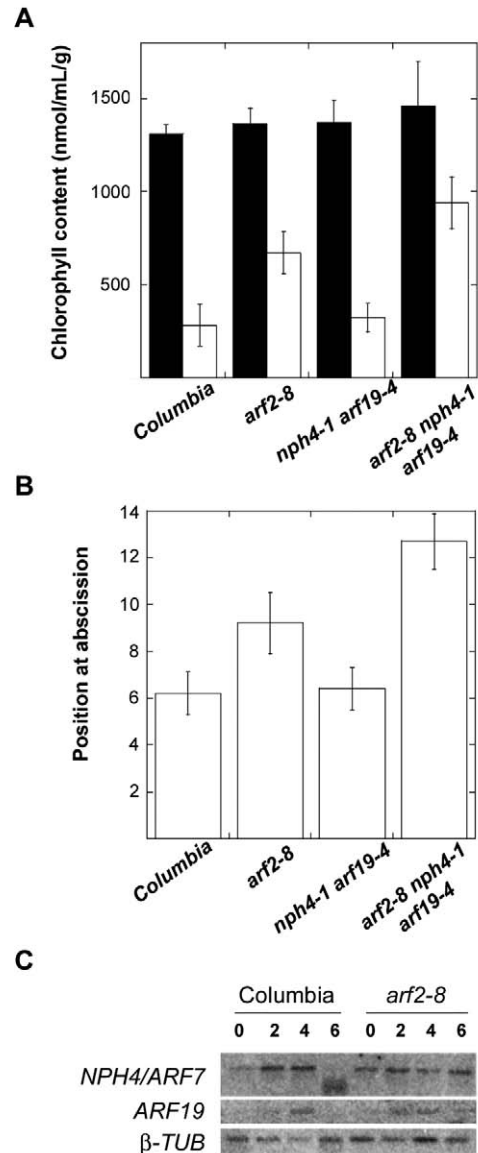 A
Chlorophyll content (nmol/mL/g)
1500
1000
500
Columbia
arf2-8
nph4-1 arf19-4
arf2-8 nph4-1
arf19-4
B
Position at abscission
14
12
10
8
6
4
2
Columbia
arf2-8
nph4-1 arf19-4
arf2-8 nph4-1
arf19-4
C
Columbia arf2-8
0 2 4 6 0 2 4 6
NPH4/ARF7
ARF19
β-TUB